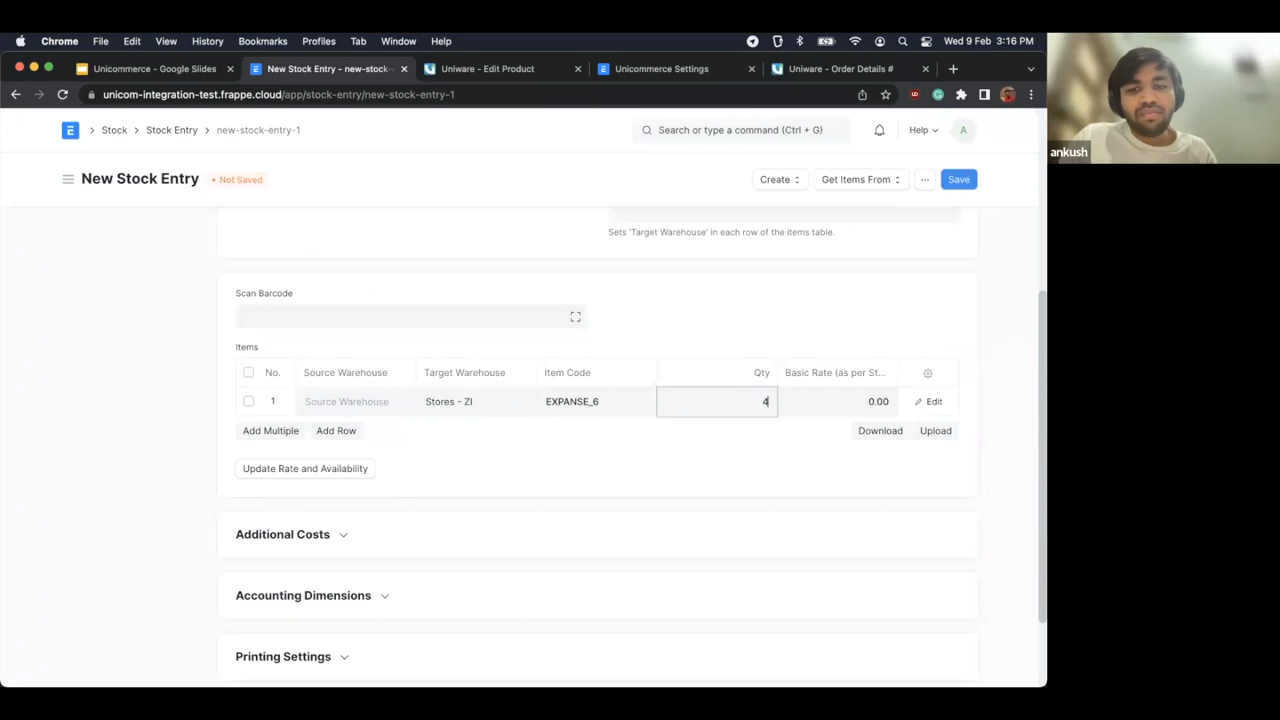 Chrome File Edit View History Bookmarks Profiles Tab Window Help Wed 9 Feb 3:16 PM
Unicommerce - Google Slides New Stock Entry - new-stock- Uniware - Edit Product Unicommerce Settings Uniware - Order Details #
unicom-integration-test.frappe.cloud/app/stock-entry/new-stock-entry-1
E Stock Stock Entry new-stock-entry-1 Search or type a command (Ctrl + G) Help A
ankush
New Stock Entry Not Saved Create Get Items From ... Save
Sets 'Target Warehouse' in each row of the items table.
Scan Barcode
Items
No. Source Warehouse Target Warehouse Item Code Qty Basic Rate (as per St...
1 Source Warehouse Stores - ZI EXPANSE_6 4 0.00 Edit
Add Multiple Add Row Download Upload
Update Rate and Availability
Additional Costs
Accounting Dimensions
Printing Settings